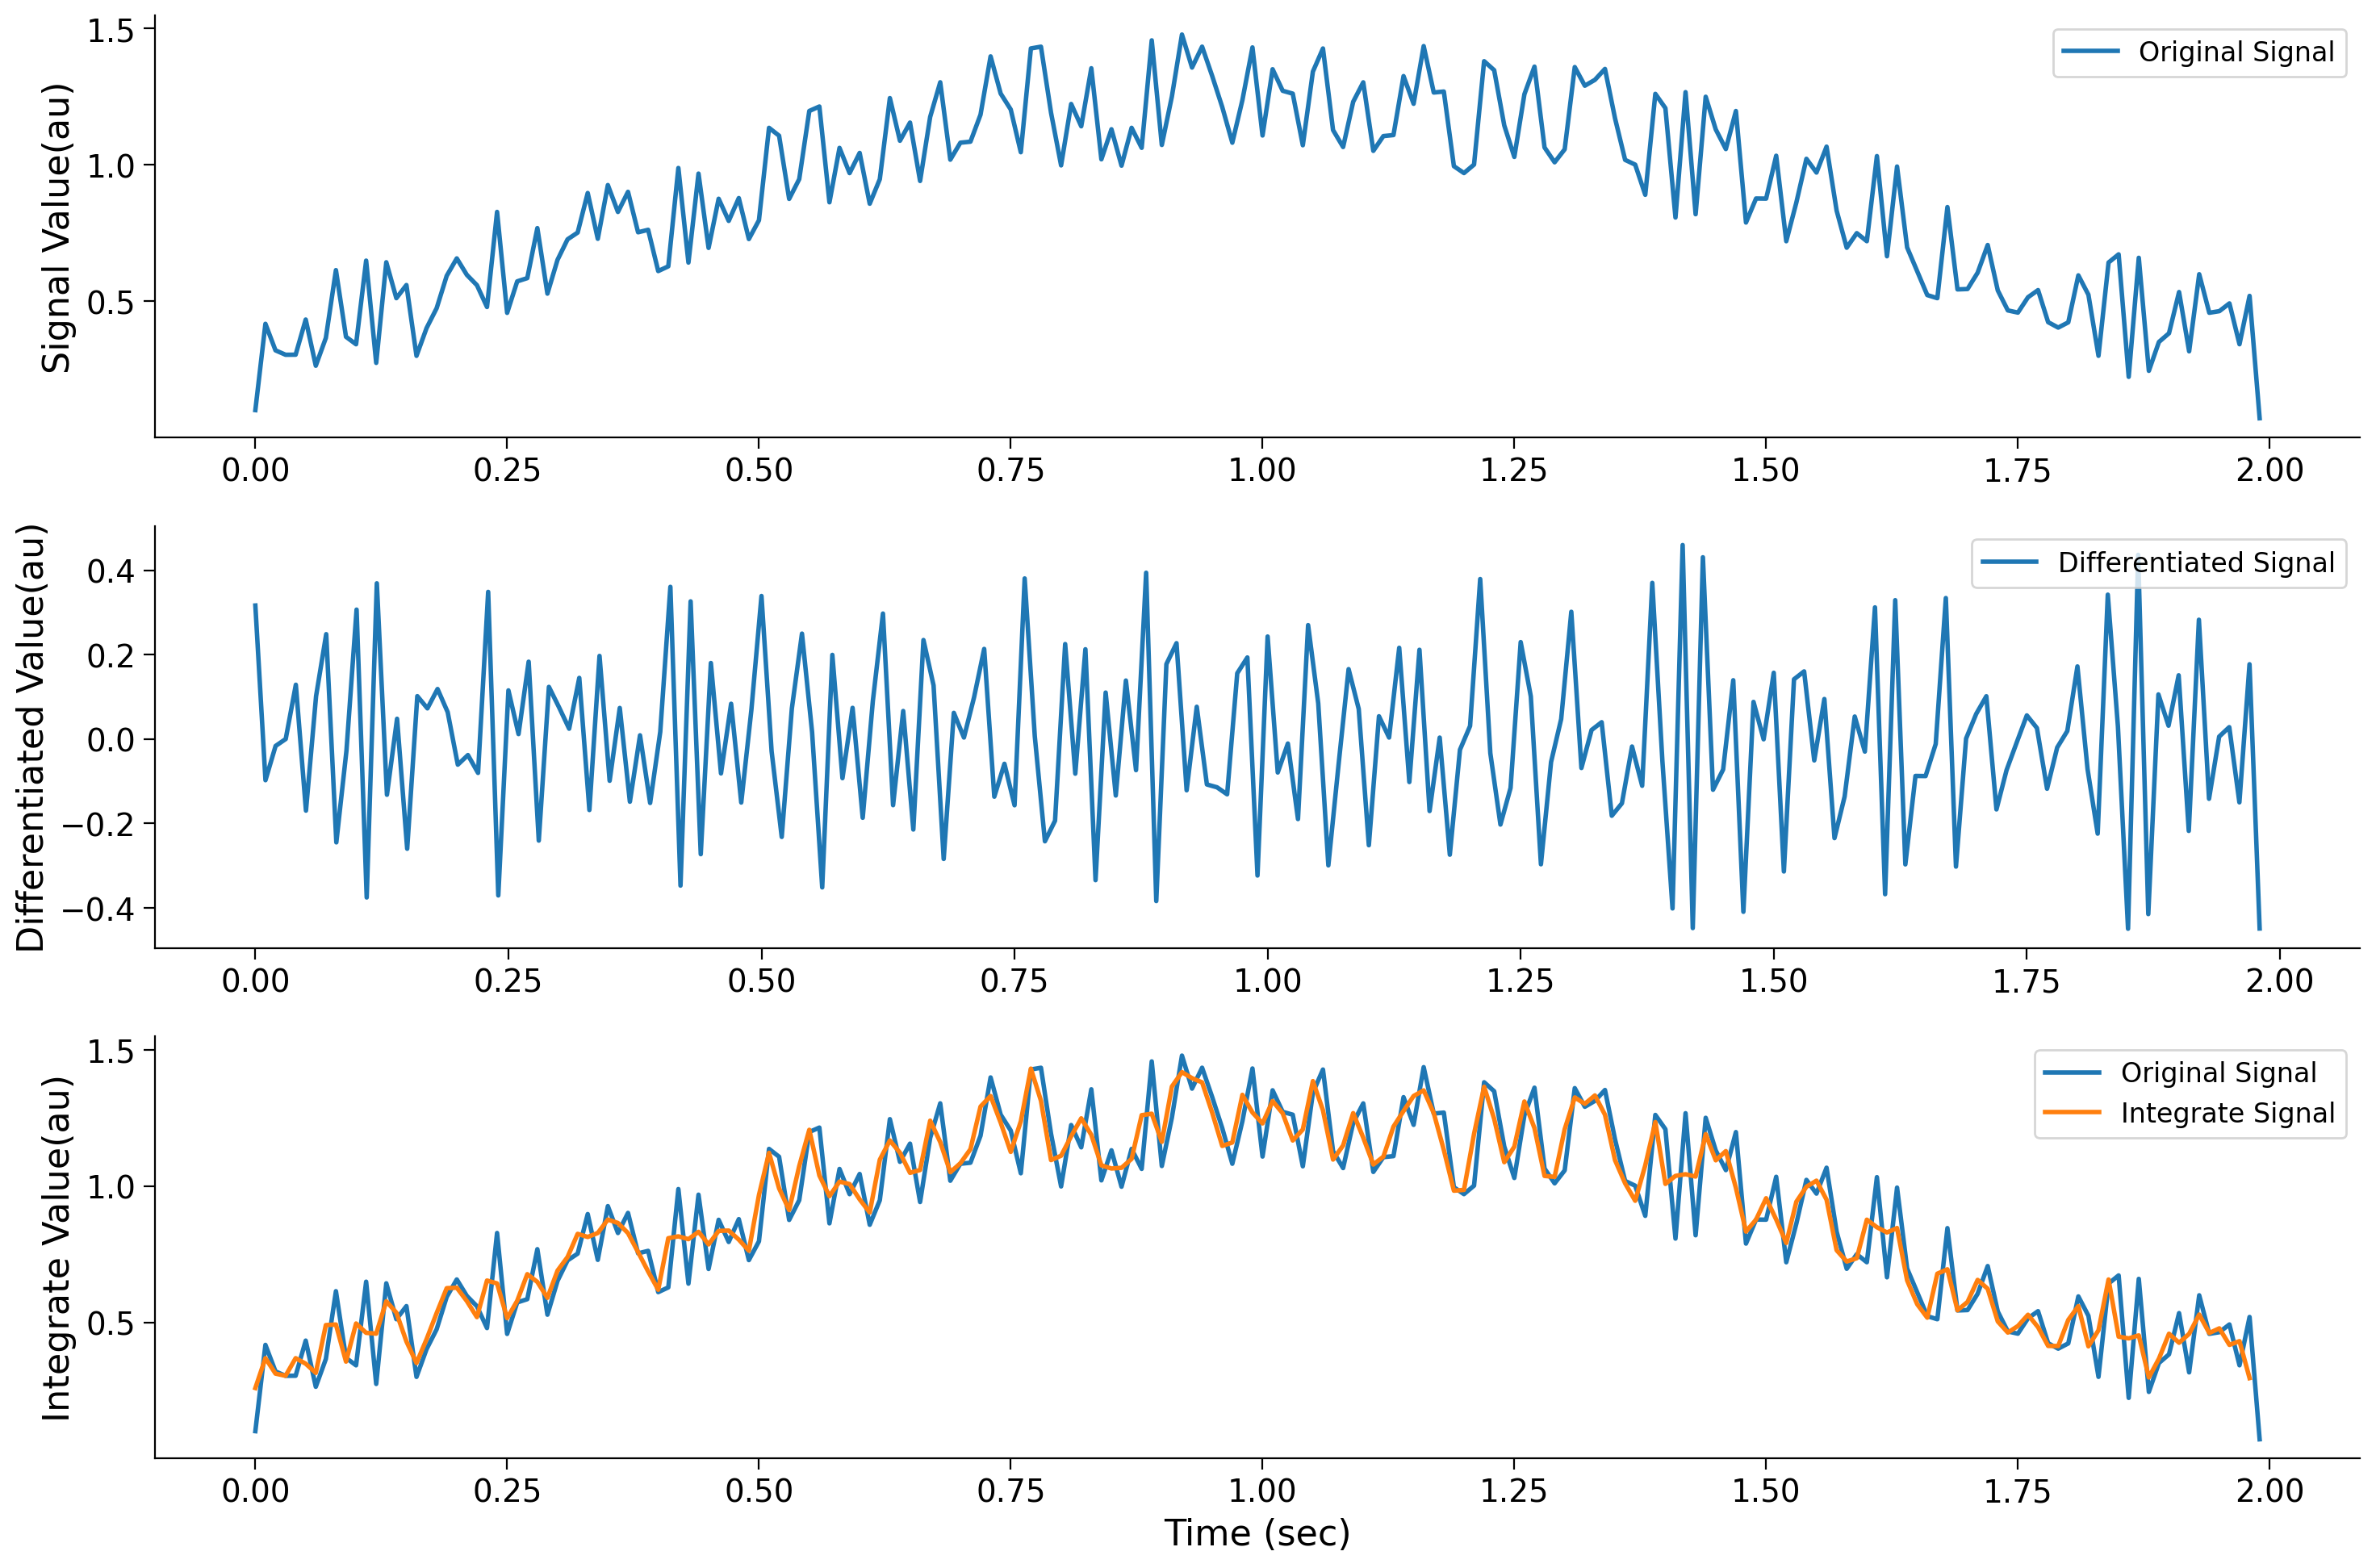 Signal Value(au)
1.5
1.0
0.5
Original Signal
0.00 0.25 0.50 0.75 1.00 1.25 1.50 1.75 2.00
Differentiated Value(au)
0.4
0.2
0.0
−0.2
−0.4
Differentiated Signal
0.00 0.25 0.50 0.75 1.00 1.25 1.50 1.75 2.00
Integrate Value(au)
1.5
1.0
0.5
Original Signal
Integrate Signal
0.00 0.25 0.50 0.75 1.00 1.25 1.50 1.75 2.00
Time (sec)